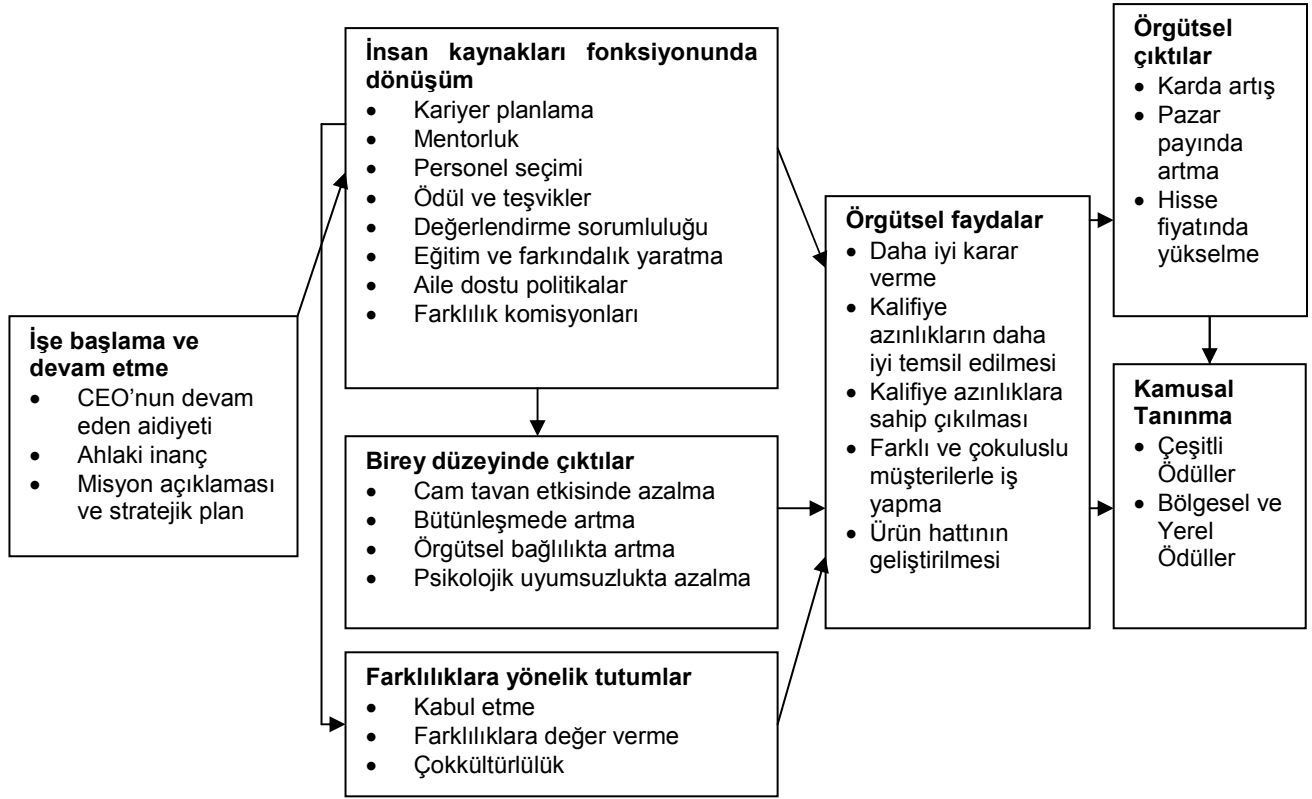 İşe başlama ve
devam etme
• CEO’nun devam
eden aidiyeti
• Ahlaki inanç
• Misyon açıklaması
ve stratejik plan
İnsan kaynakları fonksiyonunda
dönüşüm
• Kariyer planlama
• Mentorluk
• Personel seçimi
• Ödül ve teşvikler
• Değerlendirme sorumluluğu
• Eğitim ve farkındalık yaratma
• Aile dostu politikalar
• Farklılık komisyonları
Birey düzeyinde çıktılar
• Cam tavan etkisinde azalma
• Bütünleşmede artma
• Örgütsel bağlılıkta artma
• Psikolojik uyumsuzlukta azalma
Farklılıklara yönelik tutumlar
• Kabul etme
• Farklılıklara değer verme
• Çokkültürlülük
Örgütsel faydalar
• Daha iyi karar
verme
• Kalifiye
azınlıkların daha
iyi temsil edilmesi
• Kalifiye azınlıklara
sahip çıkılması
• Farklı ve çokuluslu
müşterilerle iş
yapma
• Ürün hattının
geliştirilmesi
Örgütsel
çıktılar
• Karda artış
• Pazar
payında
artma
• Hisse
fiyatında
yükselme
Kamusal
Tanınma
• Çeşitli
Ödüller
• Bölgesel ve
Yerel
Ödüller